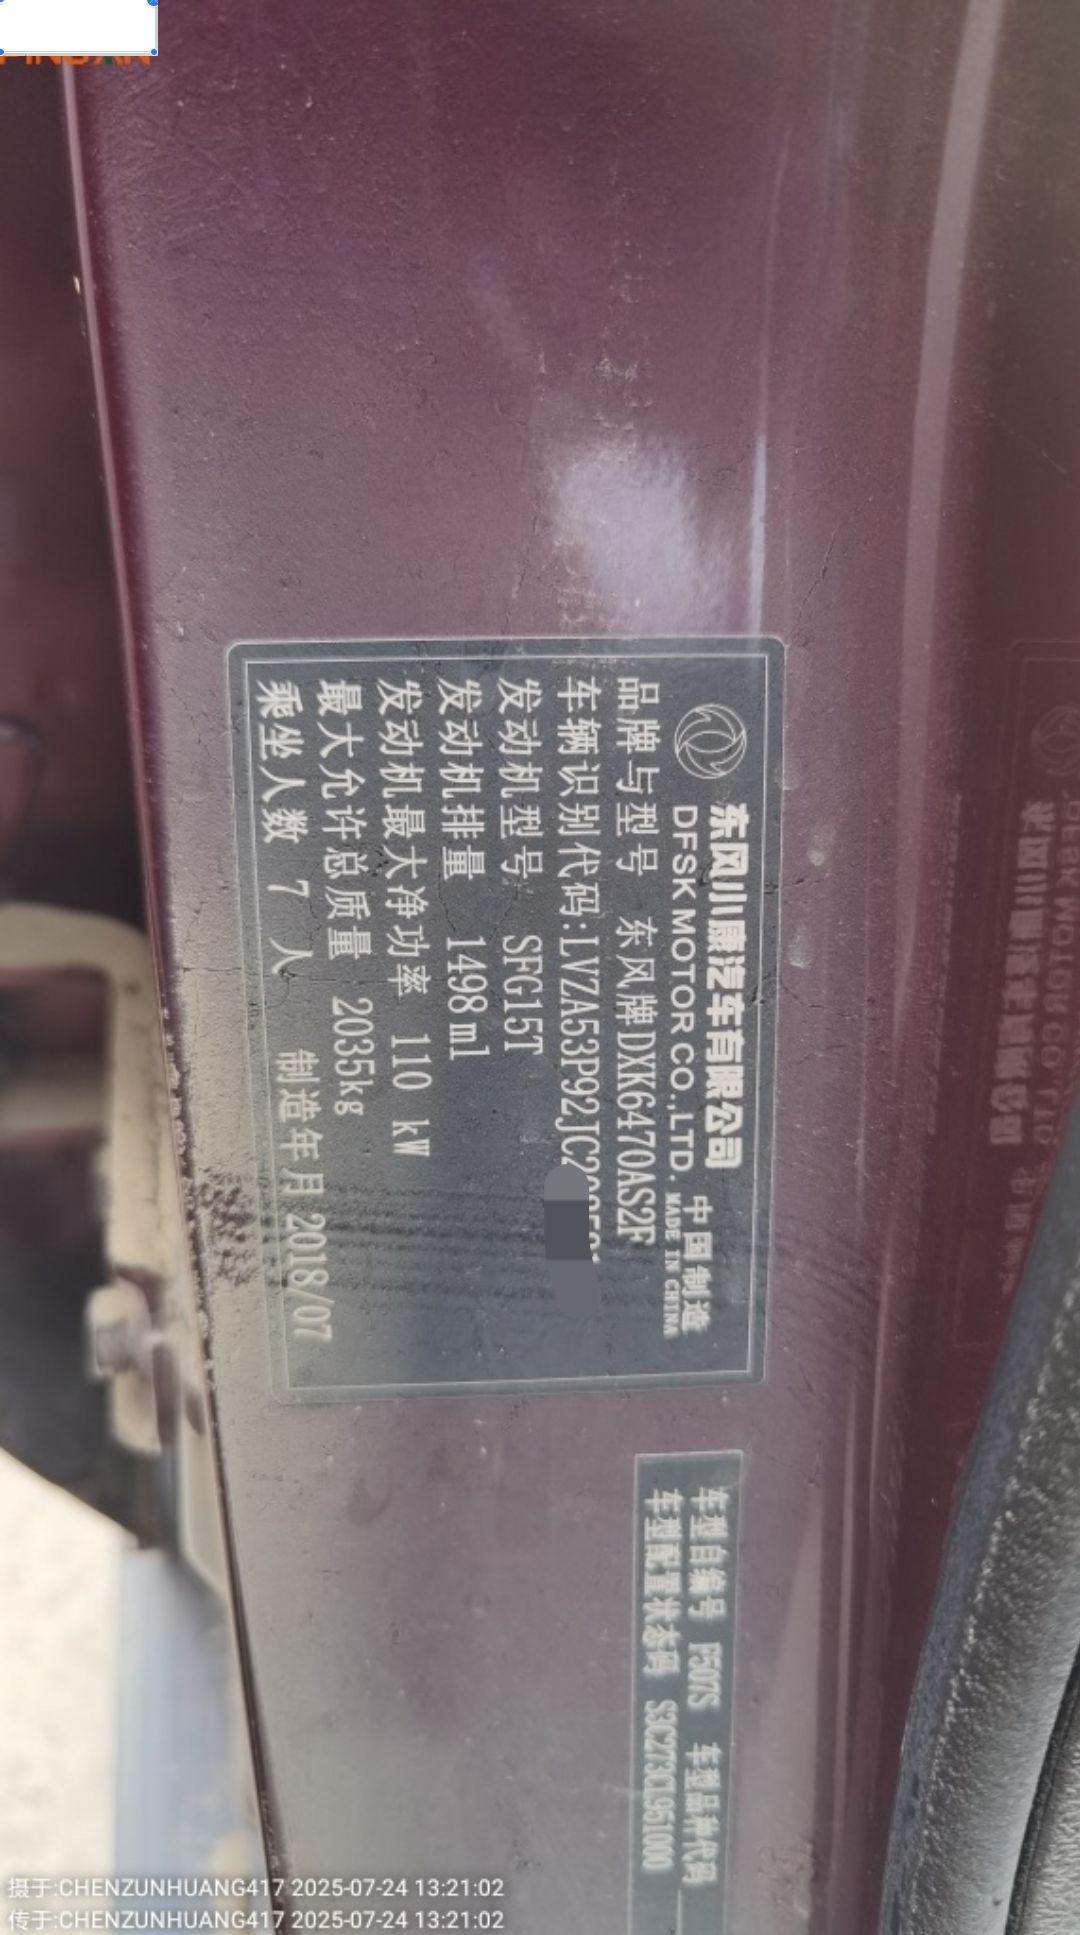 东风小康汽车有限公司
DFSK MOTOR CO.,LTD.
中国制造
MADE IN CHINA
品牌与型号 东风牌DXK6470AS2F
车辆识别代码:LVZA53P92JC
发动机型号 SFG15T
发动机排量 1498ml
发动机最大净功率 110 kW
最大允许总质量 2035kg
乘坐人数 7 人 制造年月 2018/07
车型自编号 F507S 车型品种代码
车型配置状态码 S3C273CL951000
摄于:CHENZUNHUANG417 2025-07-24 13:21:02
传于:CHENZUNHUANG417 2025-07-24 13:21:02